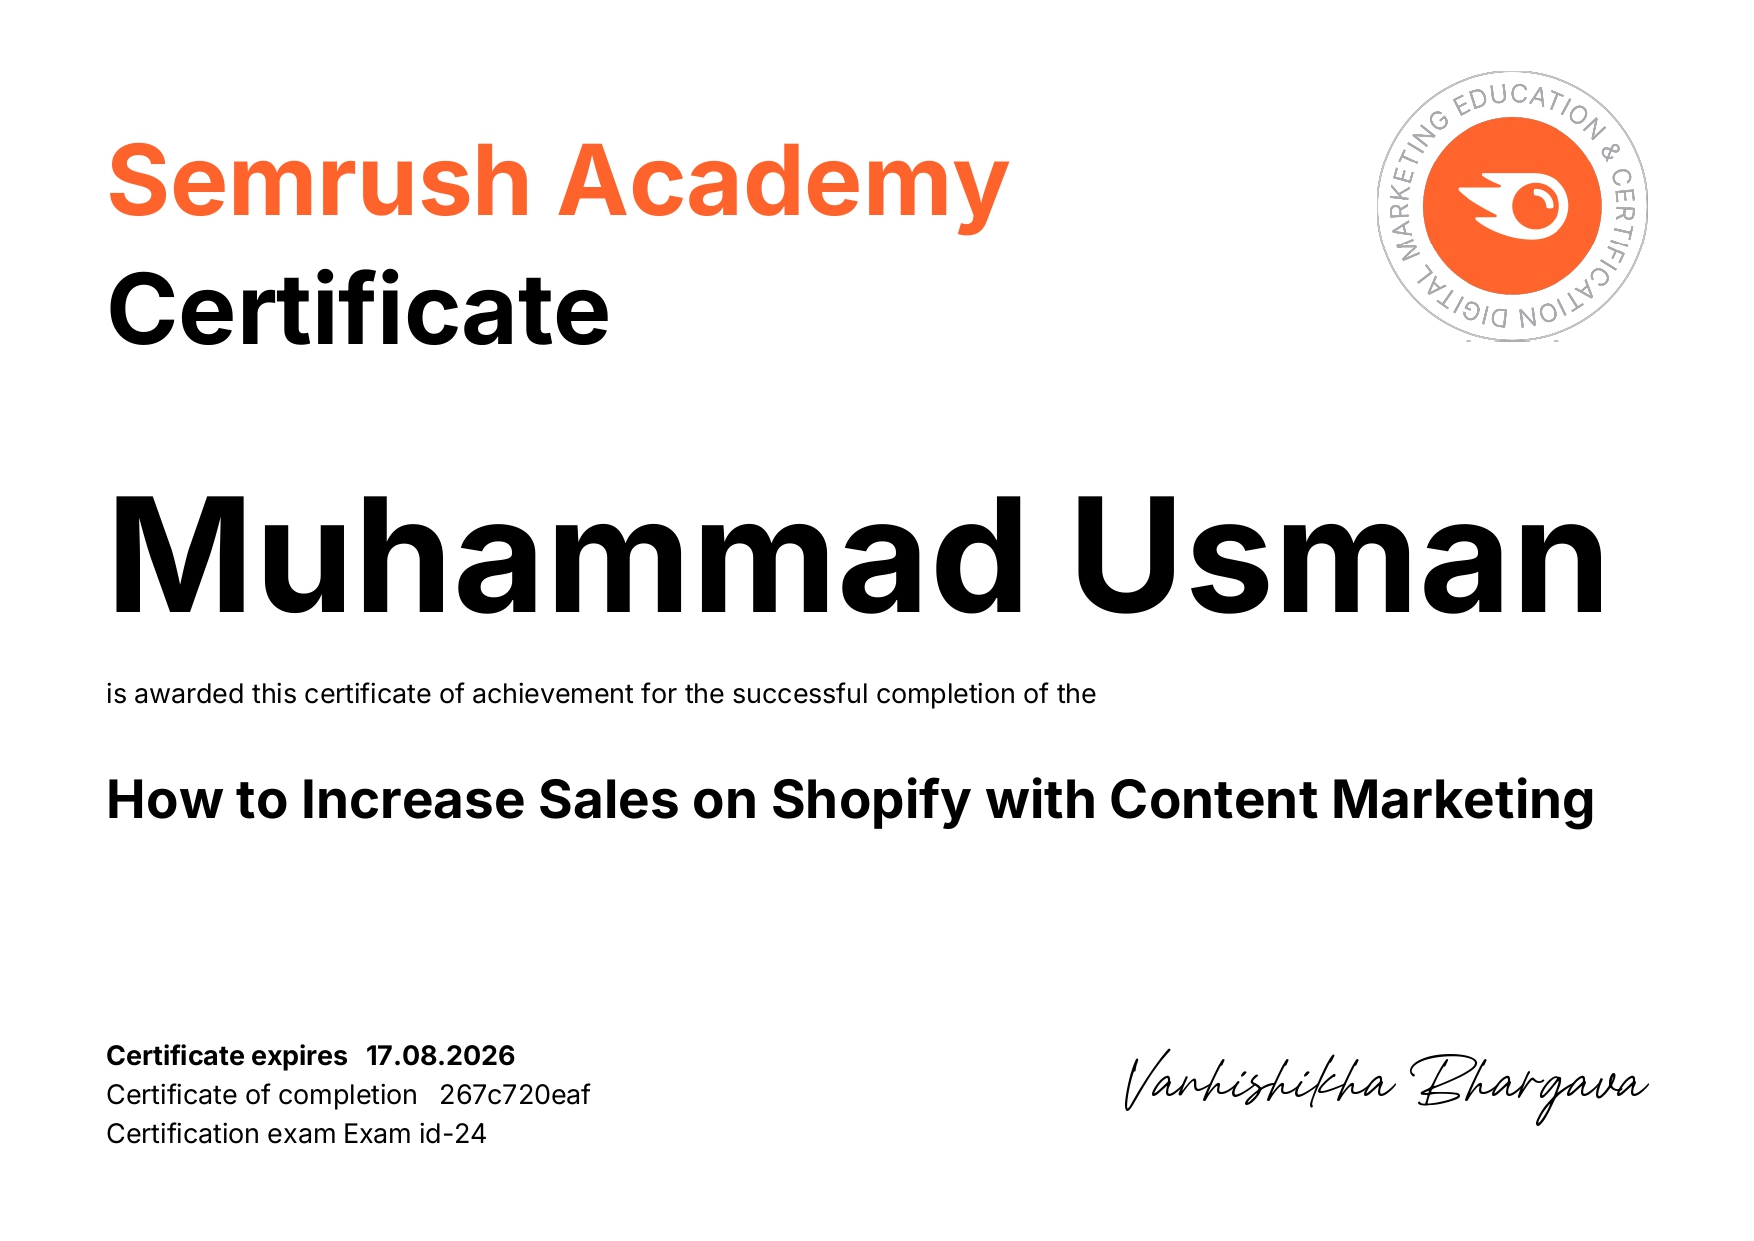 Semrush Academy
Certificate
DIGITAL MARKETING EDUCATION & CERTIFICATION
Muhammad Usman
is awarded this certificate of achievement for the successful completion of the
How to Increase Sales on Shopify with Content Marketing
Certificate expires 17.08.2026
Certificate of completion 267c720eaf
Certification exam Exam id-24
Vanhishikha Bhargava